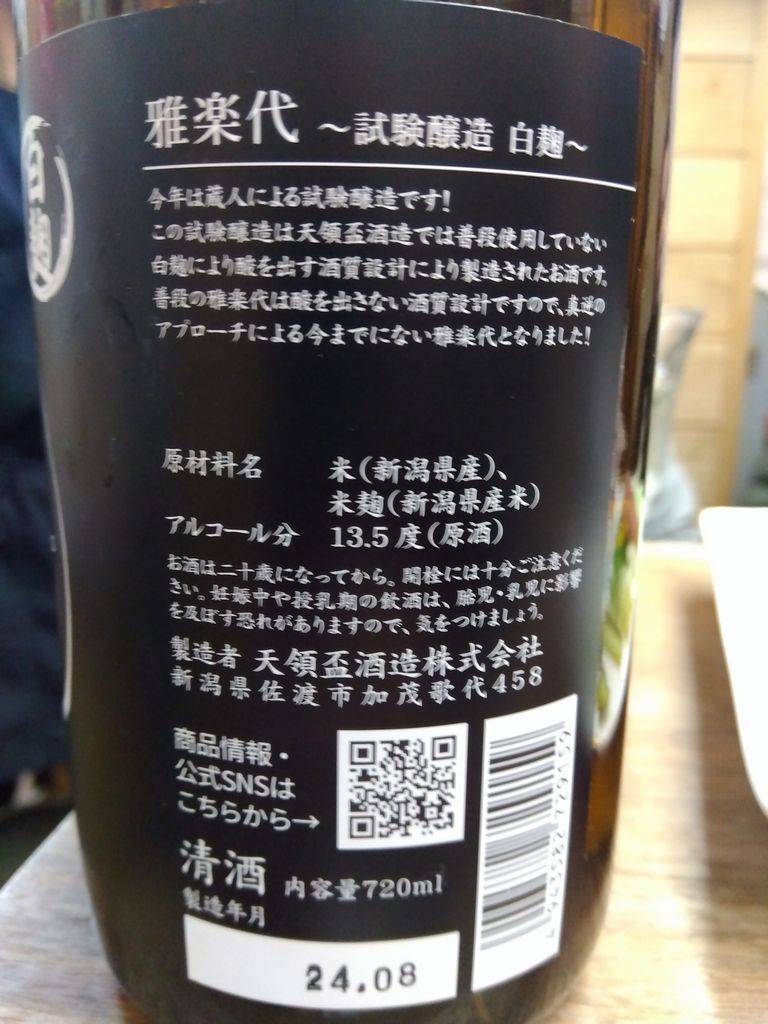 白麹
雅楽代 ～試験醸造 白麹～
今年は蔵人による試験醸造です!
この試験醸造は天領盃酒造では普段使用していない
白麹により酸を出す酒質設計により製造されたお酒です。
普段の雅楽代は酸を出さない酒質設計ですので、真逆の
アプローチによる今までにない雅楽代となりました!
原材料名 米(新潟県産)、
米麹(新潟県産米)
アルコール分 13.5度(原酒)
お酒は二十歳になってから。開栓には十分ご注意くだ
さい。妊娠中や授乳期の飲酒は、胎児・乳児に影響
を及ぼす恐れがありますので、気をつけましょう。
製造者 天領盃酒造株式会社
新潟県佐渡市加茂歌代458
商品情報・
公式SNSは
こちらから→
清酒 内容量720ml
製造年月
24.08